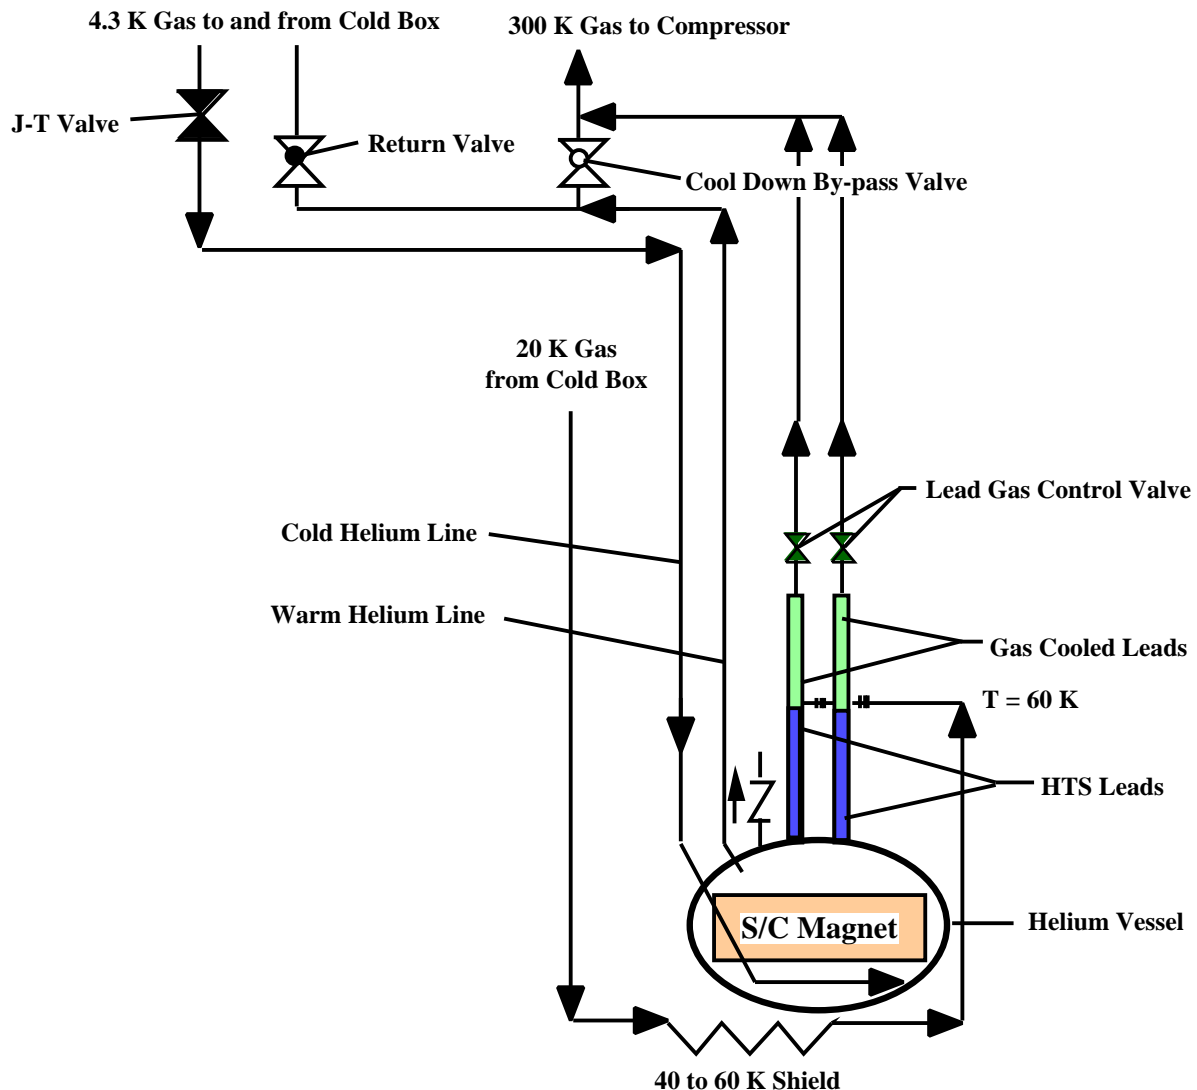 4.3 K Gas to and from Cold Box
300 K Gas to Compressor
J-T Valve
Return Valve
Cool Down By-pass Valve
20 K Gas
from Cold Box
Lead Gas Control Valve
Cold Helium Line
Warm Helium Line
Gas Cooled Leads
T = 60 K
HTS Leads
S/C Magnet
Helium Vessel
40 to 60 K Shield